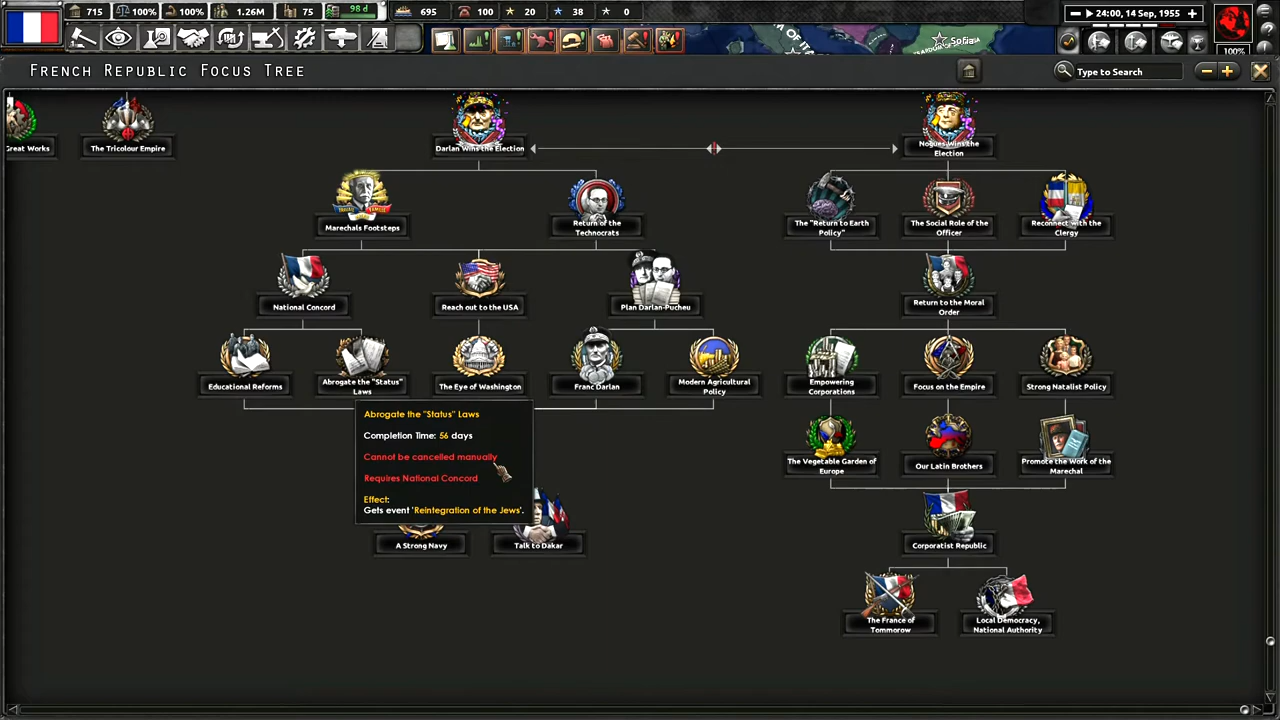 715 100% 100% 1.26M 75 98 d 695 100 20 38 0
24:00, 14 Sep, 1955
100%
Sofia
FRENCH REPUBLIC FOCUS TREE
Type to Search
Great Works
The Tricolour Empire
Darlan Wins the Election
Nogues Wins the
Election
Marechals Footsteps
Return of the
Technocrats
The "Return to Earth
Policy"
The Social Role of the
Officer
Reconnect with the
Clergy
National Concord
Reach out to the USA
Plan Darlan-Pucheu
Return to the Moral
Order
Educational Reforms
Abrogate the "Status"
Laws
The Eye of Washington
Franc Darlan
Modern Agricultural
Policy
Empowering
Corporations
Focus on the Empire
Strong Natalist Policy
Abrogate the "Status" Laws
Completion Time: 56 days
Cannot be cancelled manually
Requires National Concord
Effect:
Gets event 'Reintegration of the Jews'.
The Vegetable Garden of
Europe
Our Latin Brothers
Promote the Work of the
Marechal
A Strong Navy
Talk to Dakar
Corporatist Republic
The France of
Tommorow
Local Democracy,
National Authority